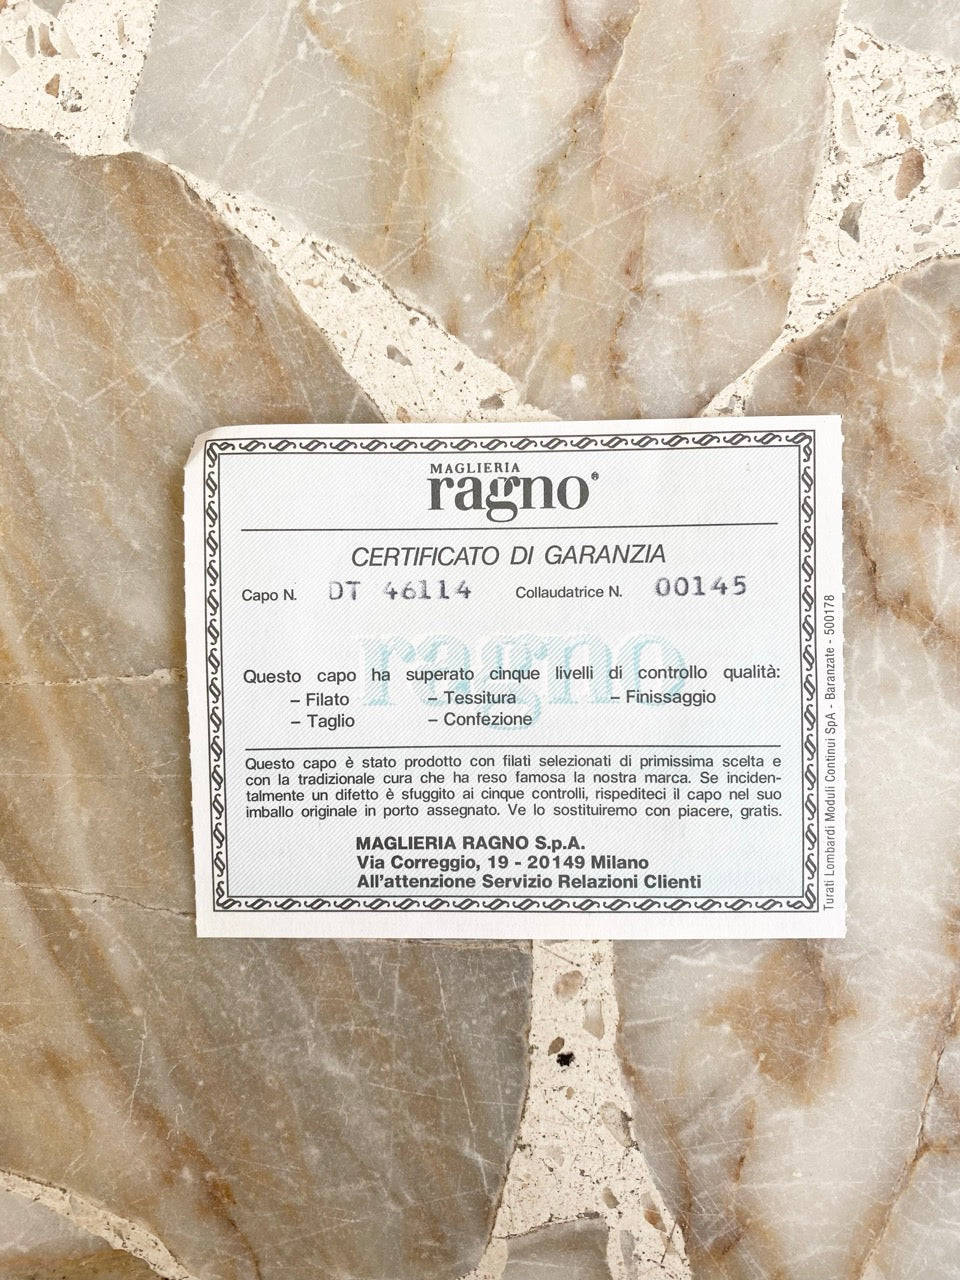 MAGLIERIA
ragno®
CERTIFICATO DI GARANZIA
Capo N. DT 46114 Collaudatrice N. 00145
ragno
Questo capo ha superato cinque livelli di controllo qualità:
– Filato – Tessitura – Finissaggio
– Taglio – Confezione
Questo capo è stato prodotto con filati selezionati di primissima scelta e
con la tradizionale cura che ha reso famosa la nostra marca. Se inciden-
talmente un difetto è sfuggito ai cinque controlli, rispediteci il capo nel suo
imballo originale in porto assegnato. Ve lo sostituiremo con piacere, gratis.
MAGLIERIA RAGNO S.p.A.
Via Correggio, 19 - 20149 Milano
All'attenzione Servizio Relazioni Clienti
Turati Lombardi Moduli Continui SpA - Baranzate - 500178